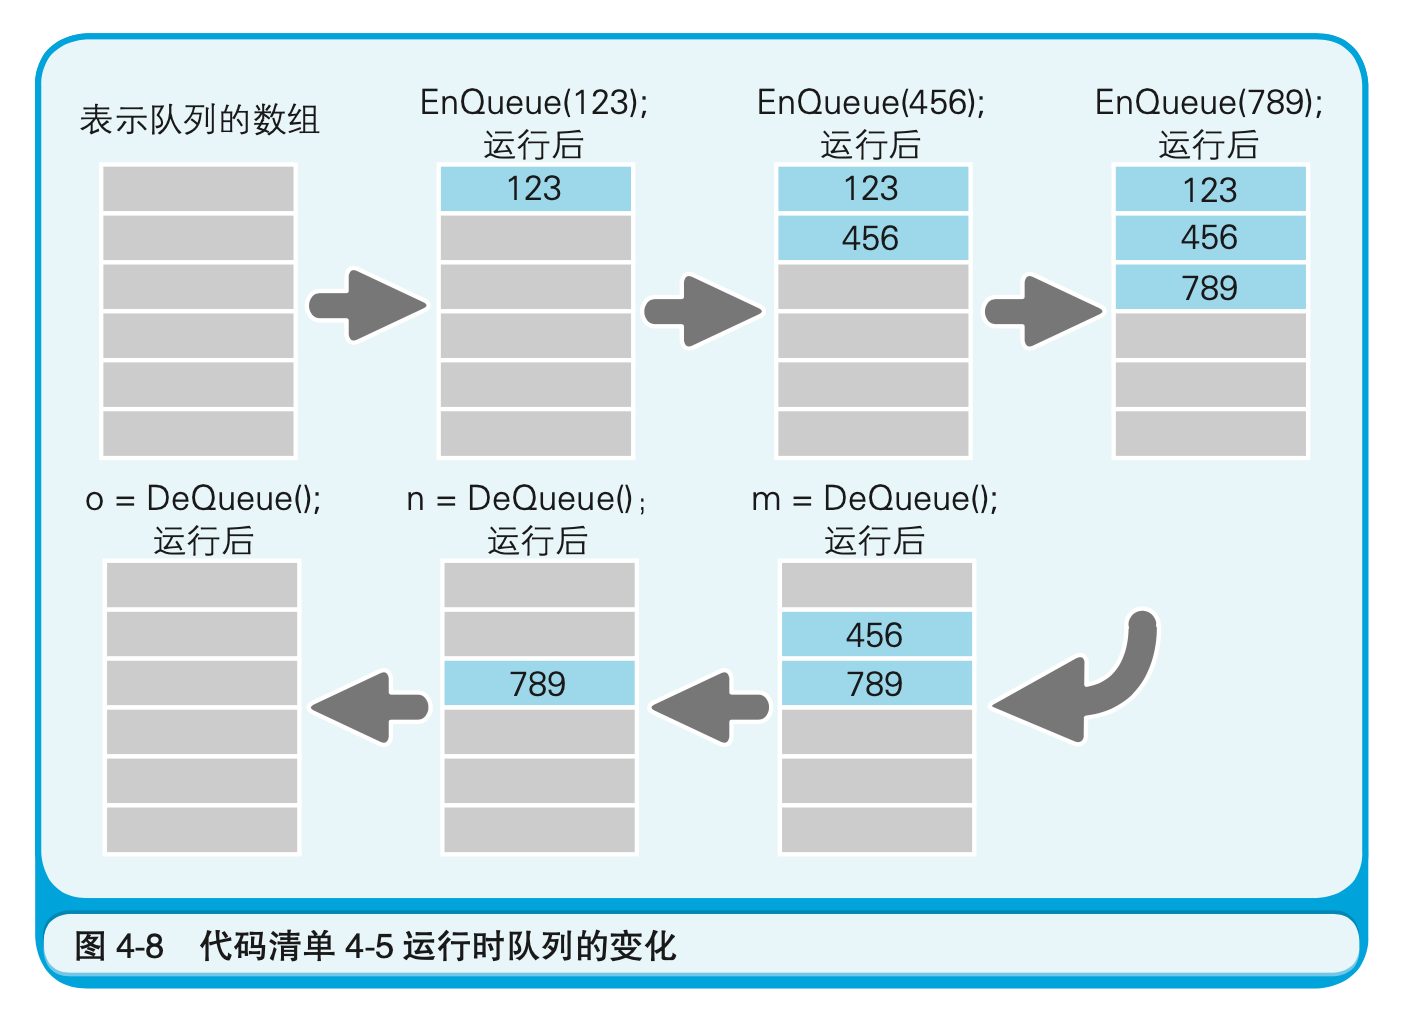 表示队列的数组
EnQueue(123);
运行后
123
EnQueue(456);
运行后
123
456
EnQueue(789);
运行后
123
456
789
m = DeQueue();
运行后
456
789
n = DeQueue();
运行后
789
o = DeQueue();
运行后
图 4-8 代码清单 4-5 运行时队列的变化